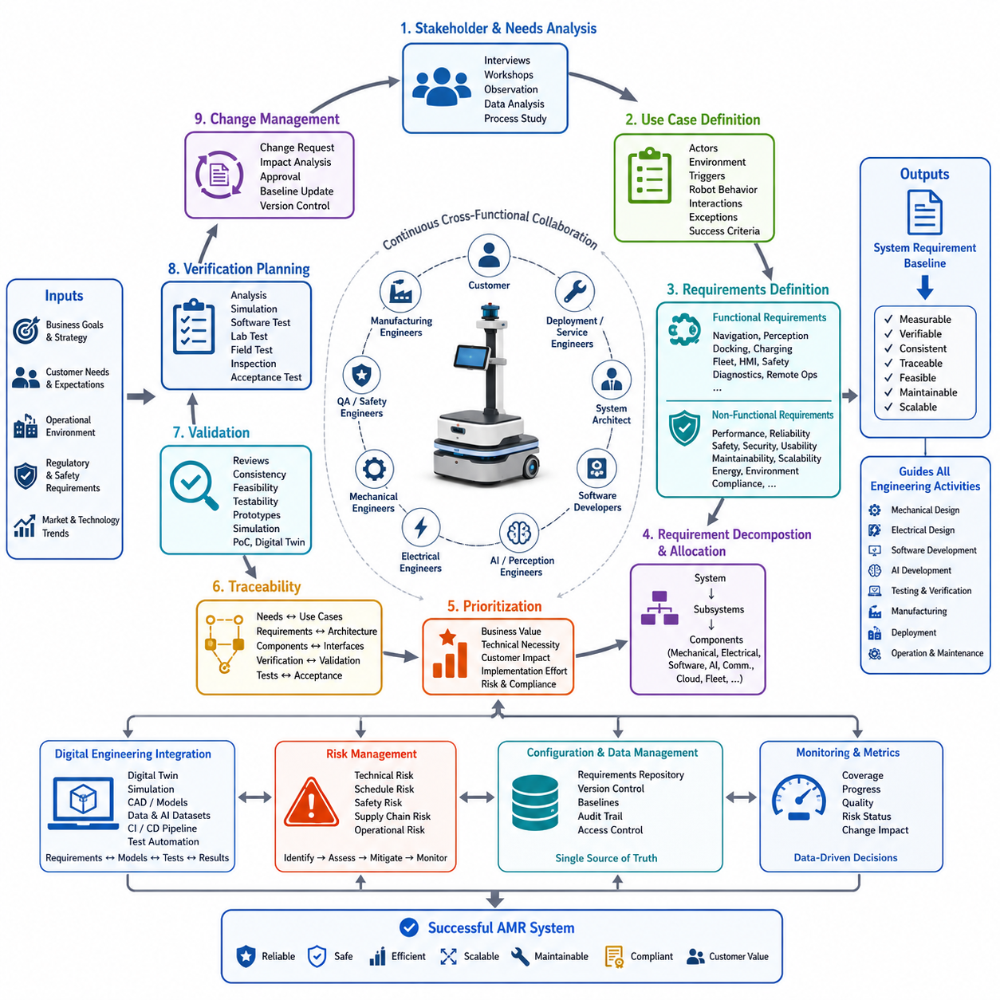 1. Stakeholder & Needs Analysis
Interviews
Workshops
Observation
Data Analysis
Process Study
2. Use Case Definition
Actors
Environment
Triggers
Robot Behavior
Interactions
Exceptions
Success Criteria
3. Requirements Definition
Functional Requirements
Navigation, Perception
Docking, Charging
Fleet, HMI, Safety
Diagnostics, Remote Ops
...
Non-Functional Requirements
Performance, Reliability
Safety, Security, Usability
Maintainability, Scalability
Energy, Environment
Compliance, ...
4. Requirement Decompostion
& Allocation
System
↓
Subsystems
↓
Components
(Mechanical, Electrical,
Software, AI, Comm.,
Cloud, Fleet, ...)
5. Prioritization
Business Value
Technical Necessity
Customer Impact
Implementation Effort
Risk & Compliance
6. Traceability
Needs ↔ Use Cases
Requirements ↔ Architecture
Components ↔ Interfaces
Verification ↔ Validation
Tests ↔ Acceptance
7. Validation
Reviews
Consistency
Feasibility
Testability
Prototypes
Simulation
PoC, Digital Twin
8. Verification Planning
Analysis
Simulation
Software Test
Lab Test
Field Test
Inspection
Acceptance Test
9. Change Management
Change Request
Impact Analysis
Approval
Baseline Update
Version Control
Inputs
Business Goals
& Strategy
Customer Needs
& Expectations
Operational
Environment
Regulatory
& Safety
Requirements
Market & Technology
Trends
Continuous Cross-Functional Collaboration
Customer
Deployment /
Service
Engineers
System
Architect
Software
Developers
AI / Perception
Engineers
Electrical
Engineers
Mechanical
Engineers
QA / Safety
Engineers
Manufacturing
Engineers
Outputs
System Requirement
Baseline
✓ Measurable
✓ Verifiable
✓ Consistent
✓ Traceable
✓ Feasible
✓ Maintainable
✓ Scalable
Guides All
Engineering Activities
Mechanical Design
Electrical Design
Software Development
AI Development
Testing & Verification
Manufacturing
Deployment
Operation & Maintenance
Digital Engineering Integration
Digital Twin
Simulation
CAD / Models
Data & AI Datasets
CI / CD Pipeline
Test Automation
Requirements ↔ Models ↔ Tests ↔ Results
Risk Management
Technical Risk
Schedule Risk
Safety Risk
Supply Chain Risk
Operational Risk
Identify → Assess → Mitigate → Monitor
Configuration & Data Management
Requirements Repository
Version Control
Baselines
Audit Trail
Access Control
Single Source of Truth
Monitoring & Metrics
Coverage
Progress
Quality
Risk Status
Change Impact
Data-Driven Decisions
Successful AMR System
Reliable
Safe
Efficient
Scalable
Maintainable
Compliant
Customer Value